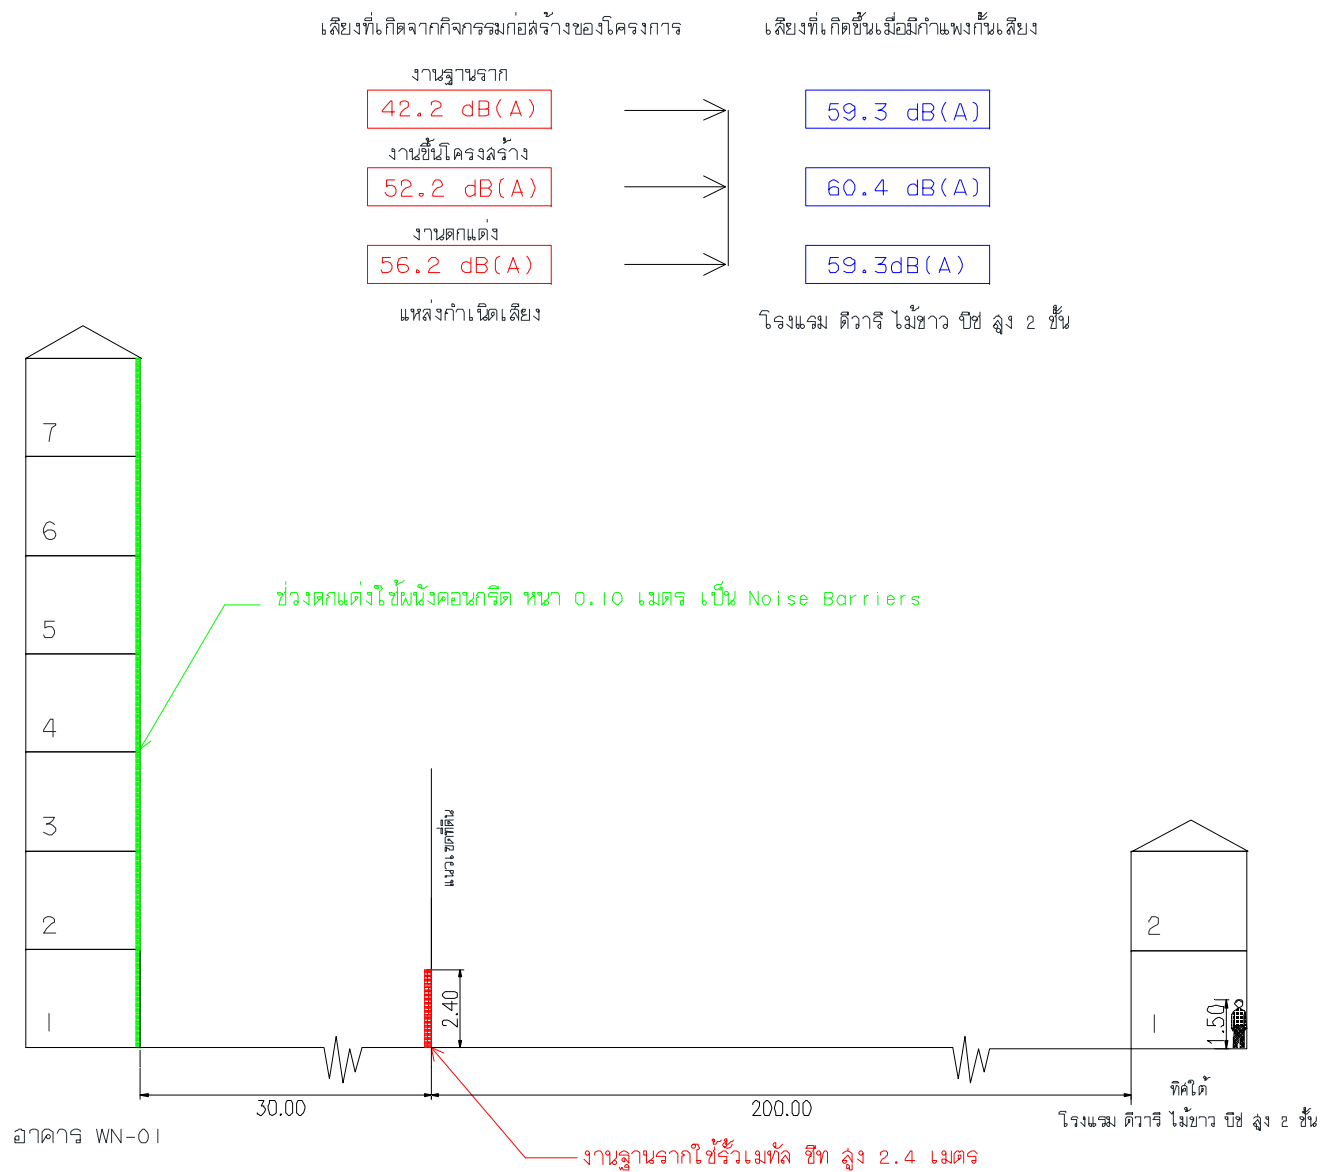 เสียงที่เกิดจากกิจกรรมก่อสร้างของโครงการ
เสียงที่เกิดขึ้นเมื่อมีกำแพงกั้นเสียง
งานฐานราก
42.2 dB(A)
59.3 dB(A)
งานขึ้นโครงสร้าง
52.2 dB(A)
60.4 dB(A)
งานตกแต่ง
56.2 dB(A)
59.3dB(A)
แหล่งกำเนิดเสียง
โรงแรม ดีวารี ไม้ขาว บีช สูง 2 ชั้น
7
6
ช่วงตกแต่งใช้ผนังคอนกรีต หนา 0.10 เมตร เป็น Noise Barriers
5
4
3
แนวเขตที่ดิน
2
2
2.40
1
1
1.50
ทิศใต้
30.00
200.00
โรงแรม ดีวารี ไม้ขาว บีช สูง 2 ชั้น
อาคาร WN-01
งานฐานรากใช้รั้วเมทัล ชีท สูง 2.4 เมตร